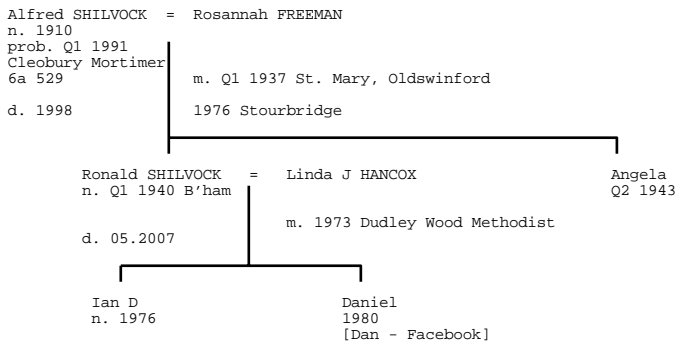 Alfred SHILVOCK = Rosannah FREEMAN
n. 1910
prob. Q1 1991
Cleobury Mortimer
6a 529 m. Q1 1937 St. Mary, Oldswinford
d. 1998 1976 Stourbridge
Ronald SHILVOCK = Linda J HANCOX Angela
n. Q1 1940 B'ham Q2 1943
m. 1973 Dudley Wood Methodist
d. 05.2007
Ian D Daniel
n. 1976 1980
[Dan - Facebook]